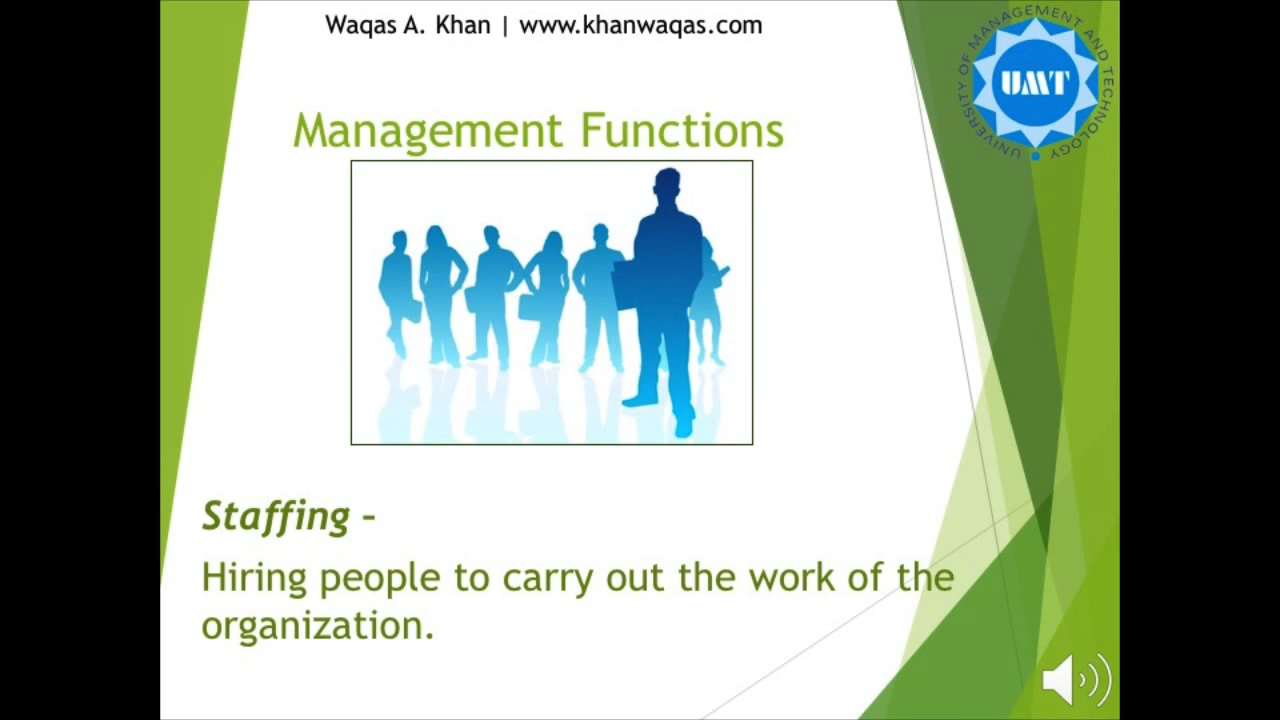 Waqas A. Khan | www.khanwaqas.com
UNIVERSITY OF MANAGEMENT AND TECHNOLOGY
UMT
Management Functions
Staffing –
Hiring people to carry out the work of the
organization.